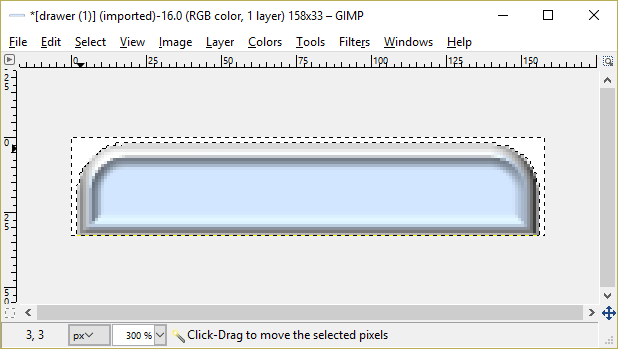 *[drawer (1)] (imported)-16.0 (RGB color, 1 layer) 158x33 – GIMP
File Edit Select View Image Layer Colors Tools Filters Windows Help
0 25 50 75 100 125 150
2
5
0
2
5
5
0
3, 3 px 300 % Click-Drag to move the selected pixels